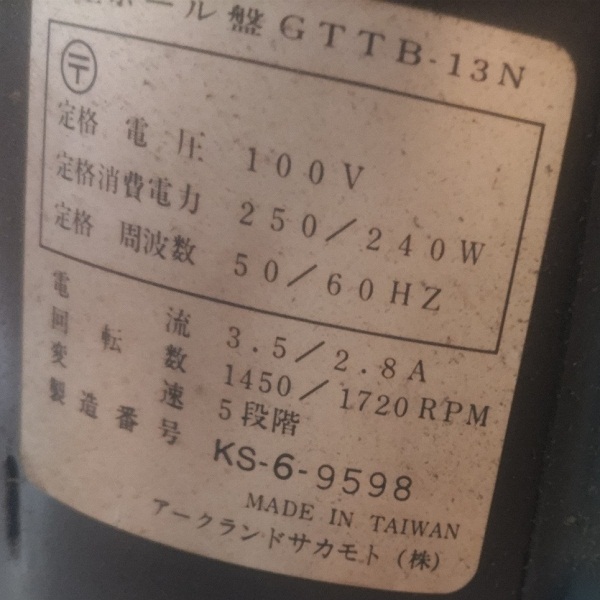 ボール盤 GTTB-13N
〒
定格 電圧 100V
定格消費電力 250/240W
定格 周波数 50/60HZ
電流 3.5/2.8A
回転数 1450/1720RPM
変速 5段階
製造番号 KS-6-9598
MADE IN TAIWAN
アークランドサカモト(株)